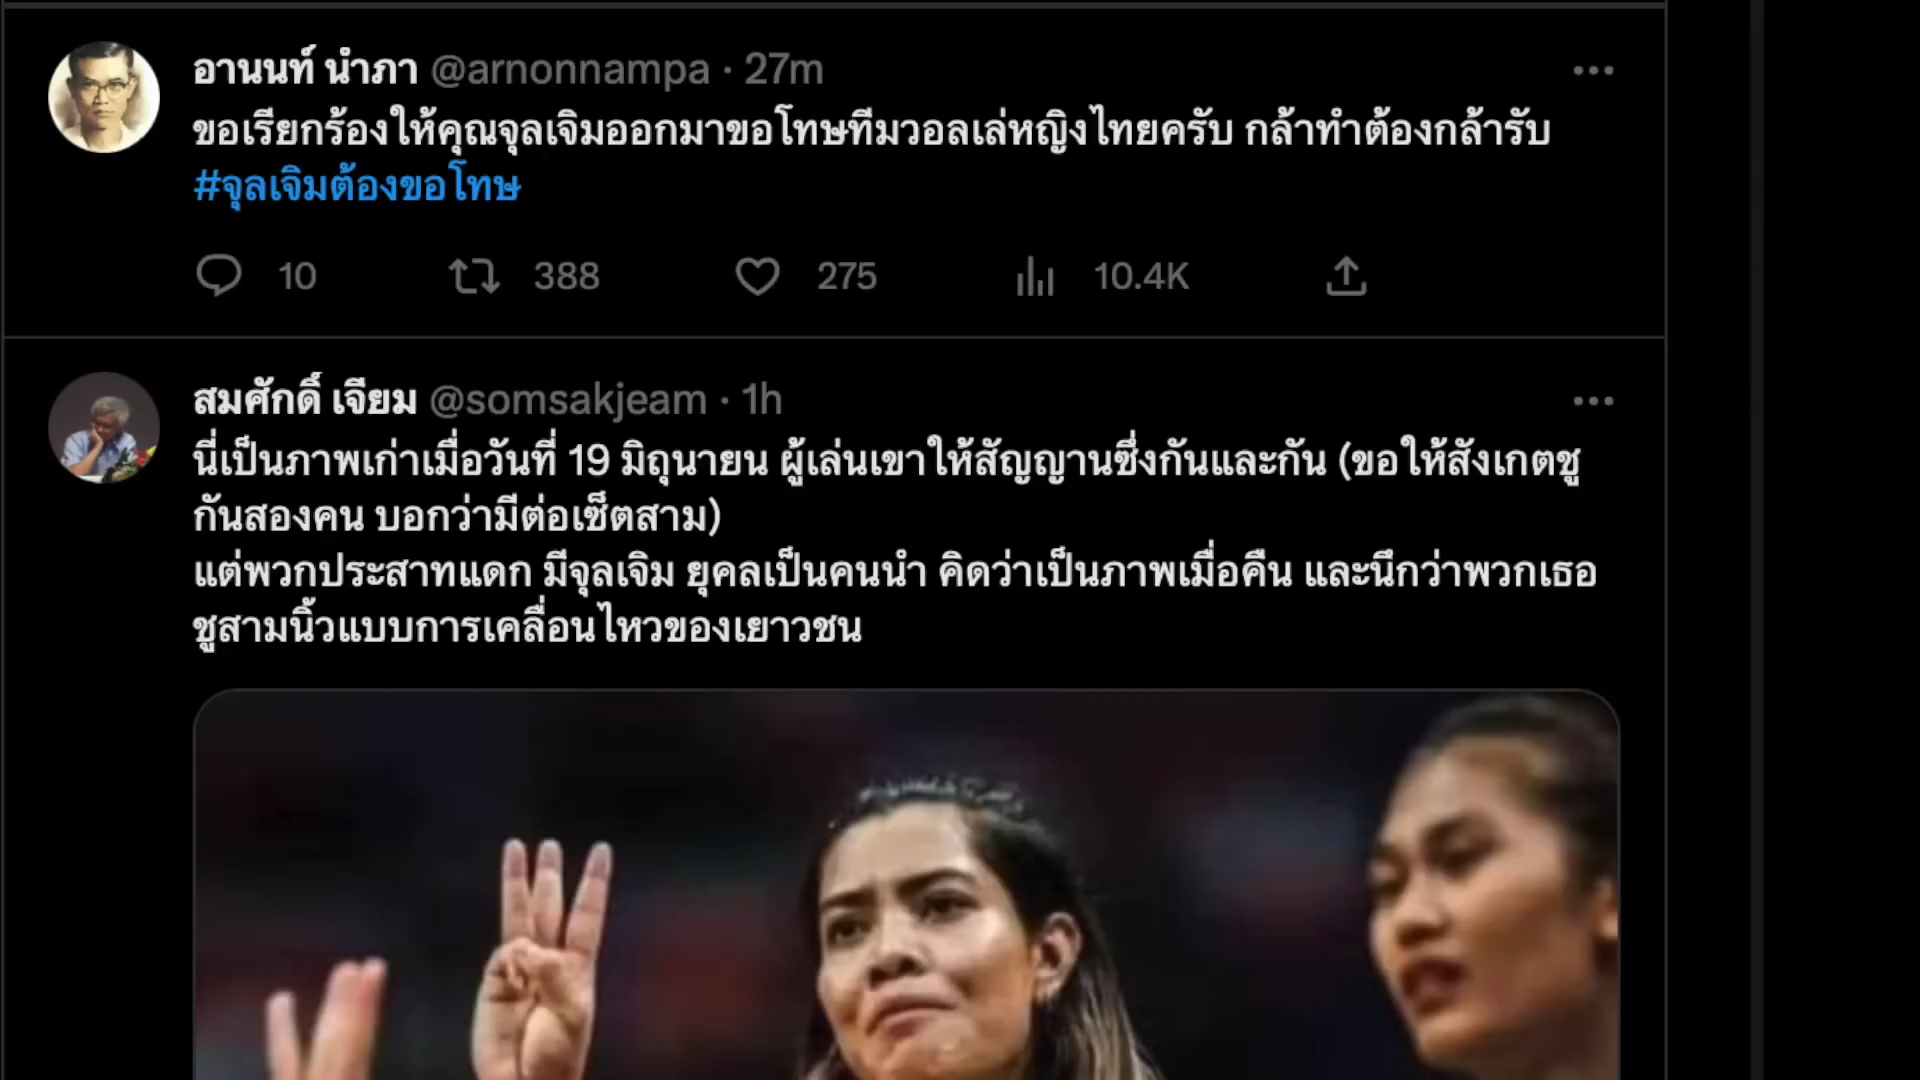 อานนท์ นำภา @arnonnampa · 27m
ขอเรียกร้องให้คุณจุลเจิมออกมาขอโทษทีมวอลเล่หญิงไทยครับ กล้าทำต้องกล้ารับ
#จุลเจิมต้องขอโทษ
10 388 275 10.4K
สมศักดิ์ เจียม @somsakjeam · 1h
นี่เป็นภาพเก่าเมื่อวันที่ 19 มิถุนายน ผู้เล่นเขาให้สัญญานซึ่งกันและกัน (ขอให้สังเกตชู
กันสองคน บอกว่ามีต่อเซ็ตสาม)
แต่พวกประสาทแดก มีจุลเจิม ยุคลเป็นคนนำ คิดว่าเป็นภาพเมื่อคืน และนึกว่าพวกเธอ
ชูสามนิ้วแบบการเคลื่อนไหวของเยาวชน